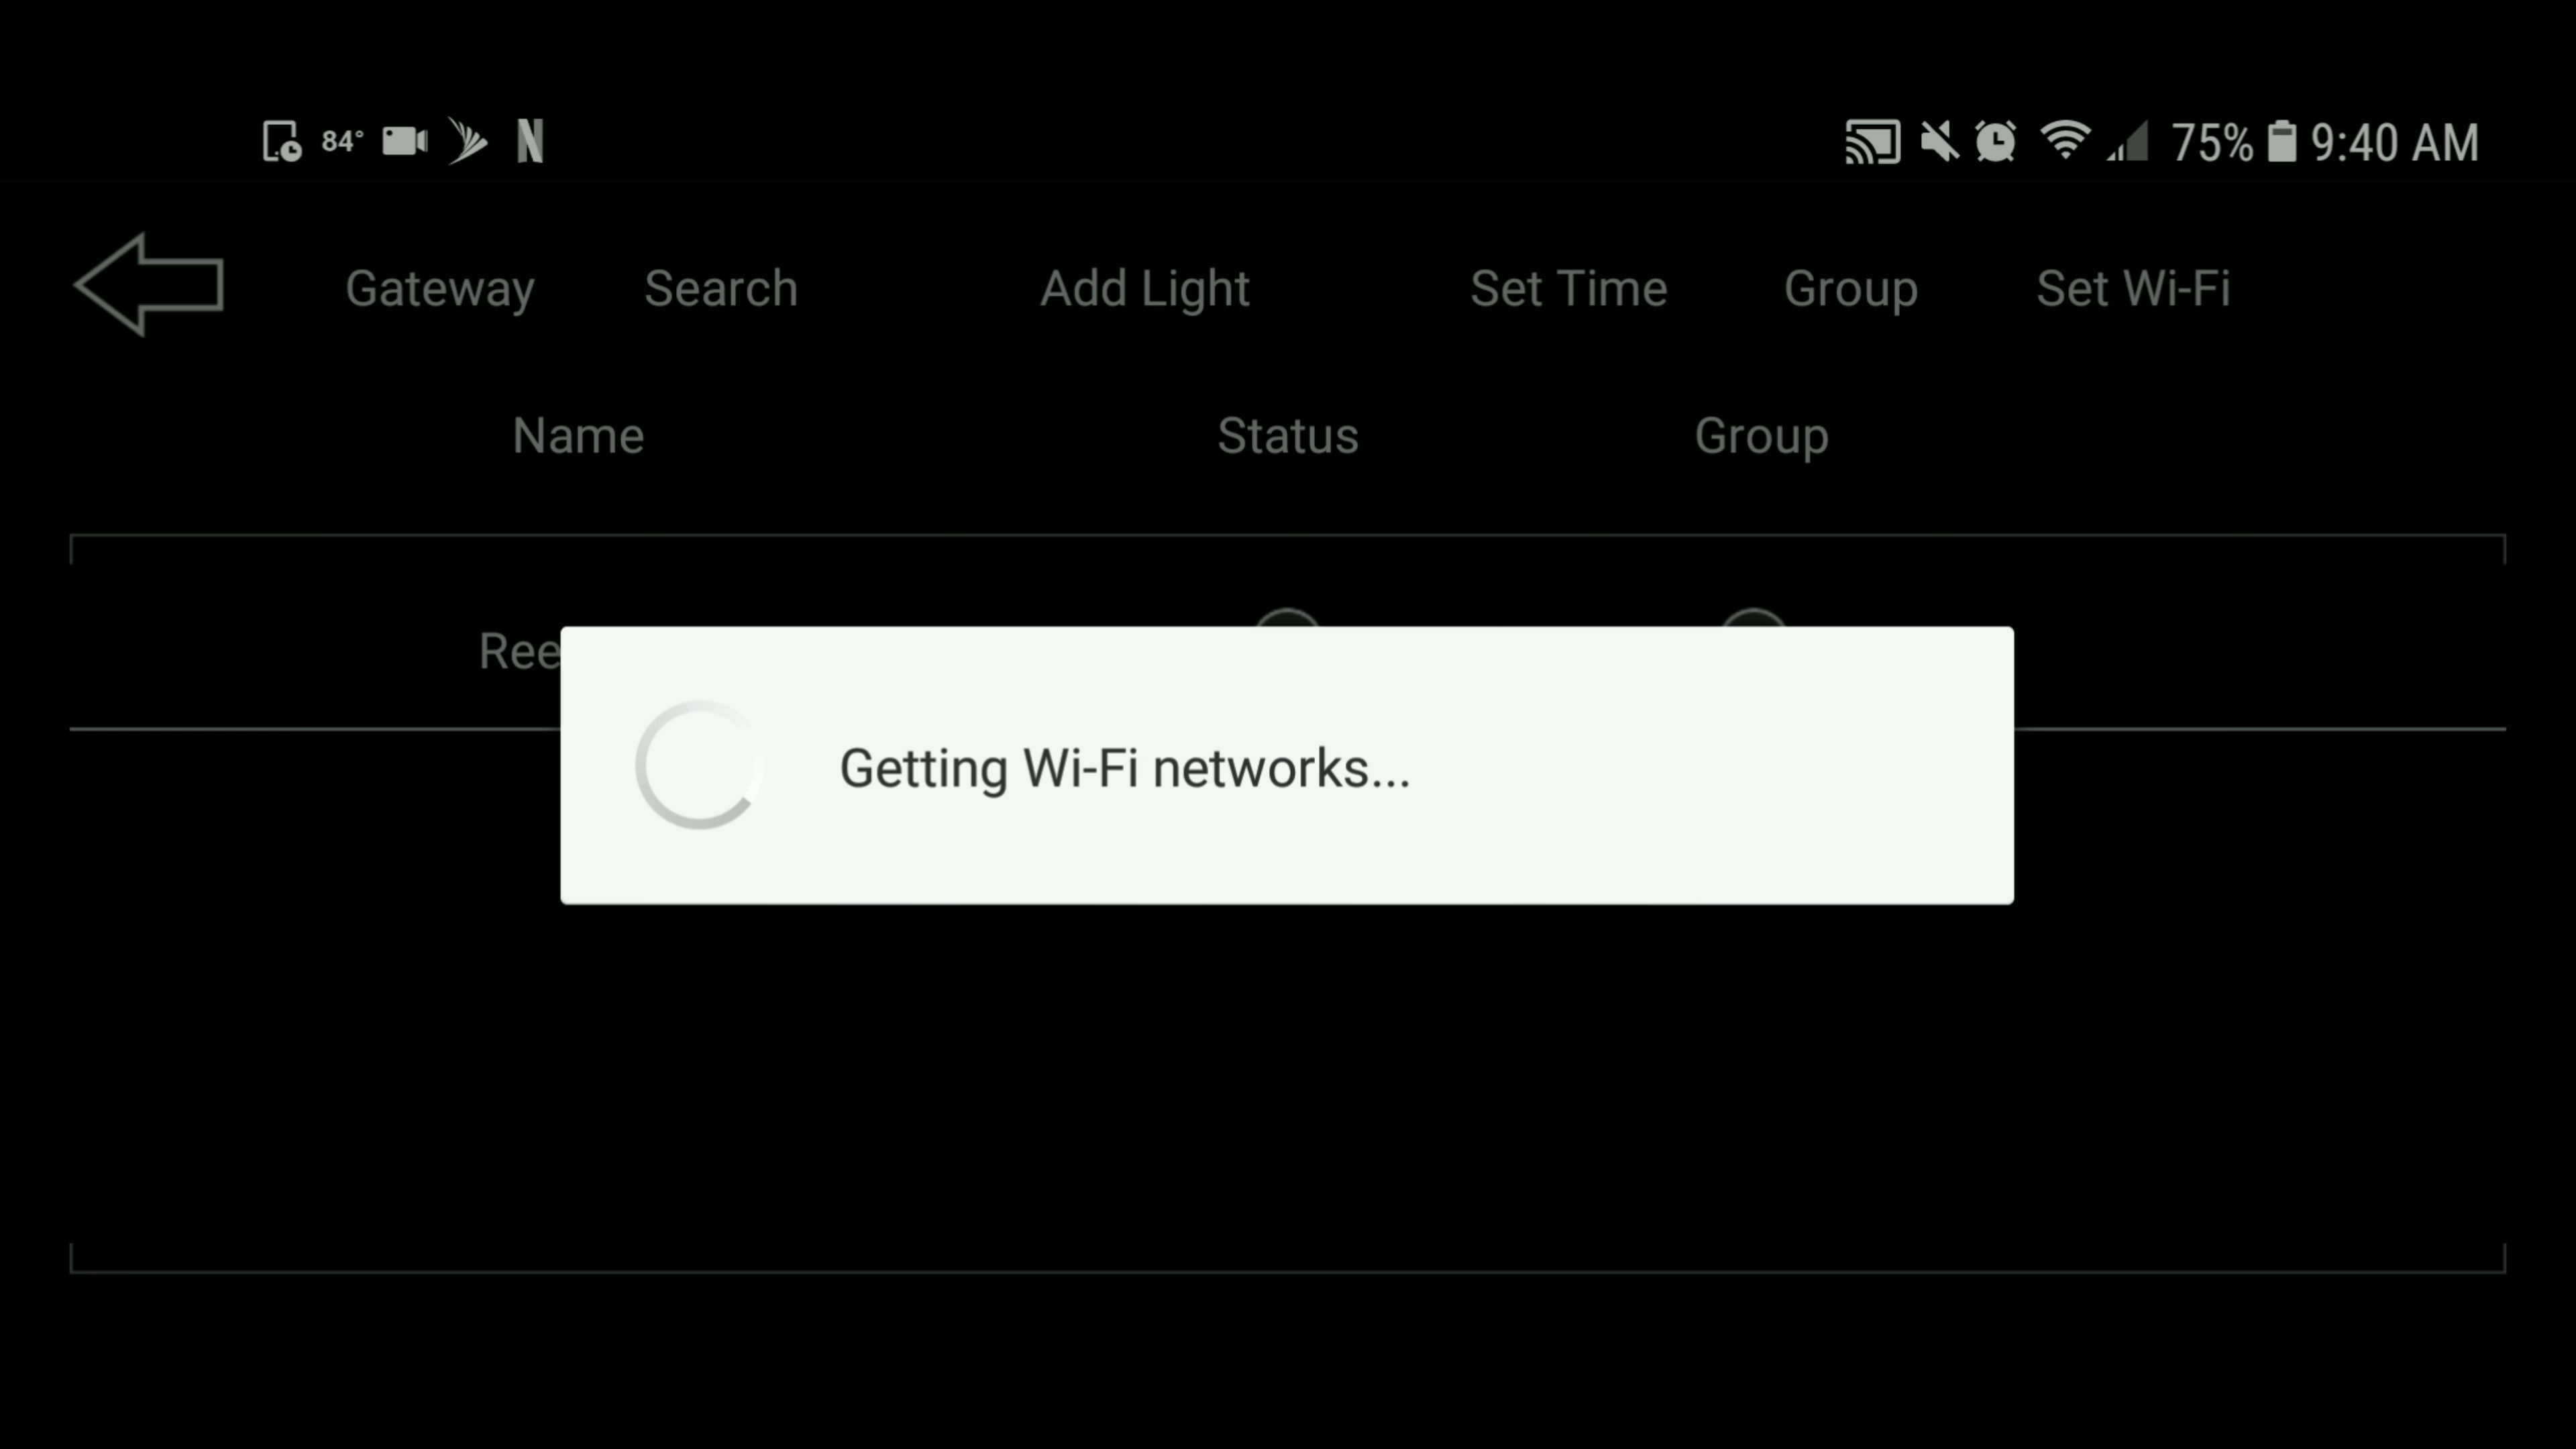 84° N 75% 9:40 AM
Gateway Search Add Light Set Time Group Set Wi-Fi
Name Status Group
Ree
Getting Wi-Fi networks...